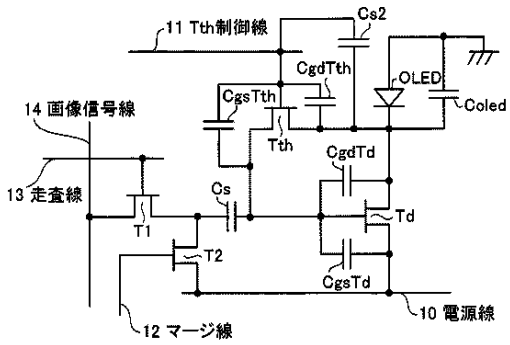 11 Tth制御線
Cs2
CgdTth
OLED
14 画像信号線
CgsTth
Coled
Tth
13 走査線
CgdTd
Cs
T1
Td
T2
CgsTd
10 電源線
12 マージ線